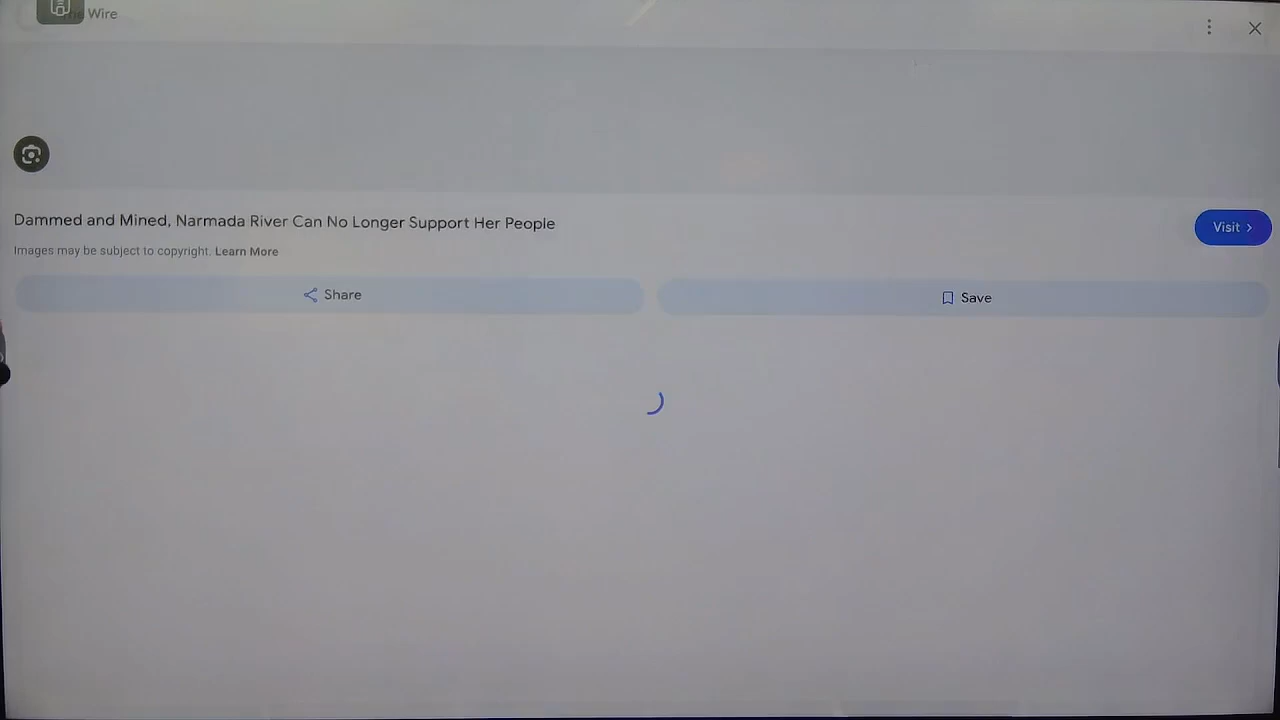 Wire
Dammed and Mined, Narmada River Can No Longer Support Her People
Visit
Images may be subject to copyright. Learn More
Share
Save